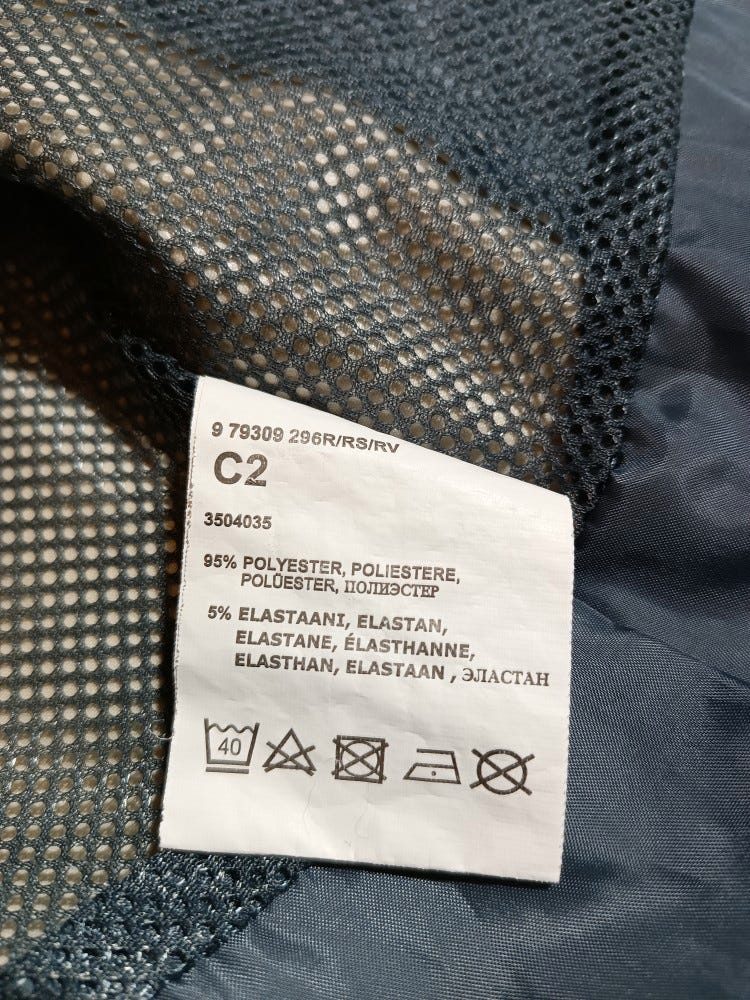 9 79309 296R/RS/RV
C2
3504035
95% POLYESTER, POLIESTERE,
POLÜESTER, ПОЛИЭСТЕР
5% ELASTAANI, ELASTAN,
ELASTANE, ÉLASTHANNE,
ELASTHAN, ELASTAAN , ЭЛАСТАН
40